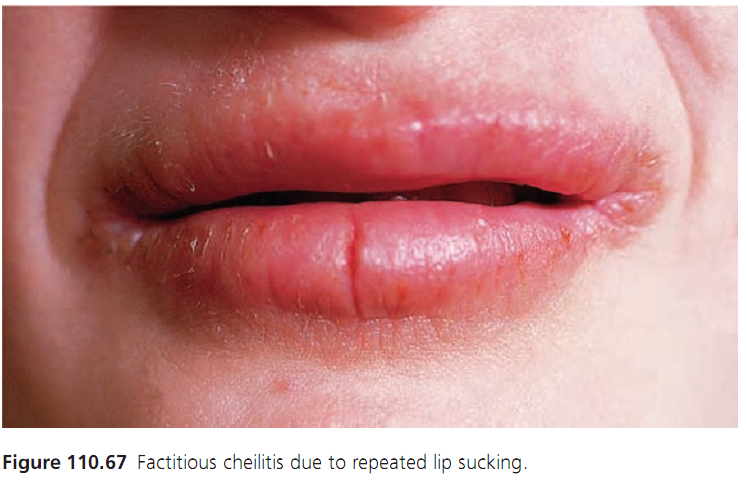 Figure 110.67 Factitious cheilitis due to repeated lip sucking.